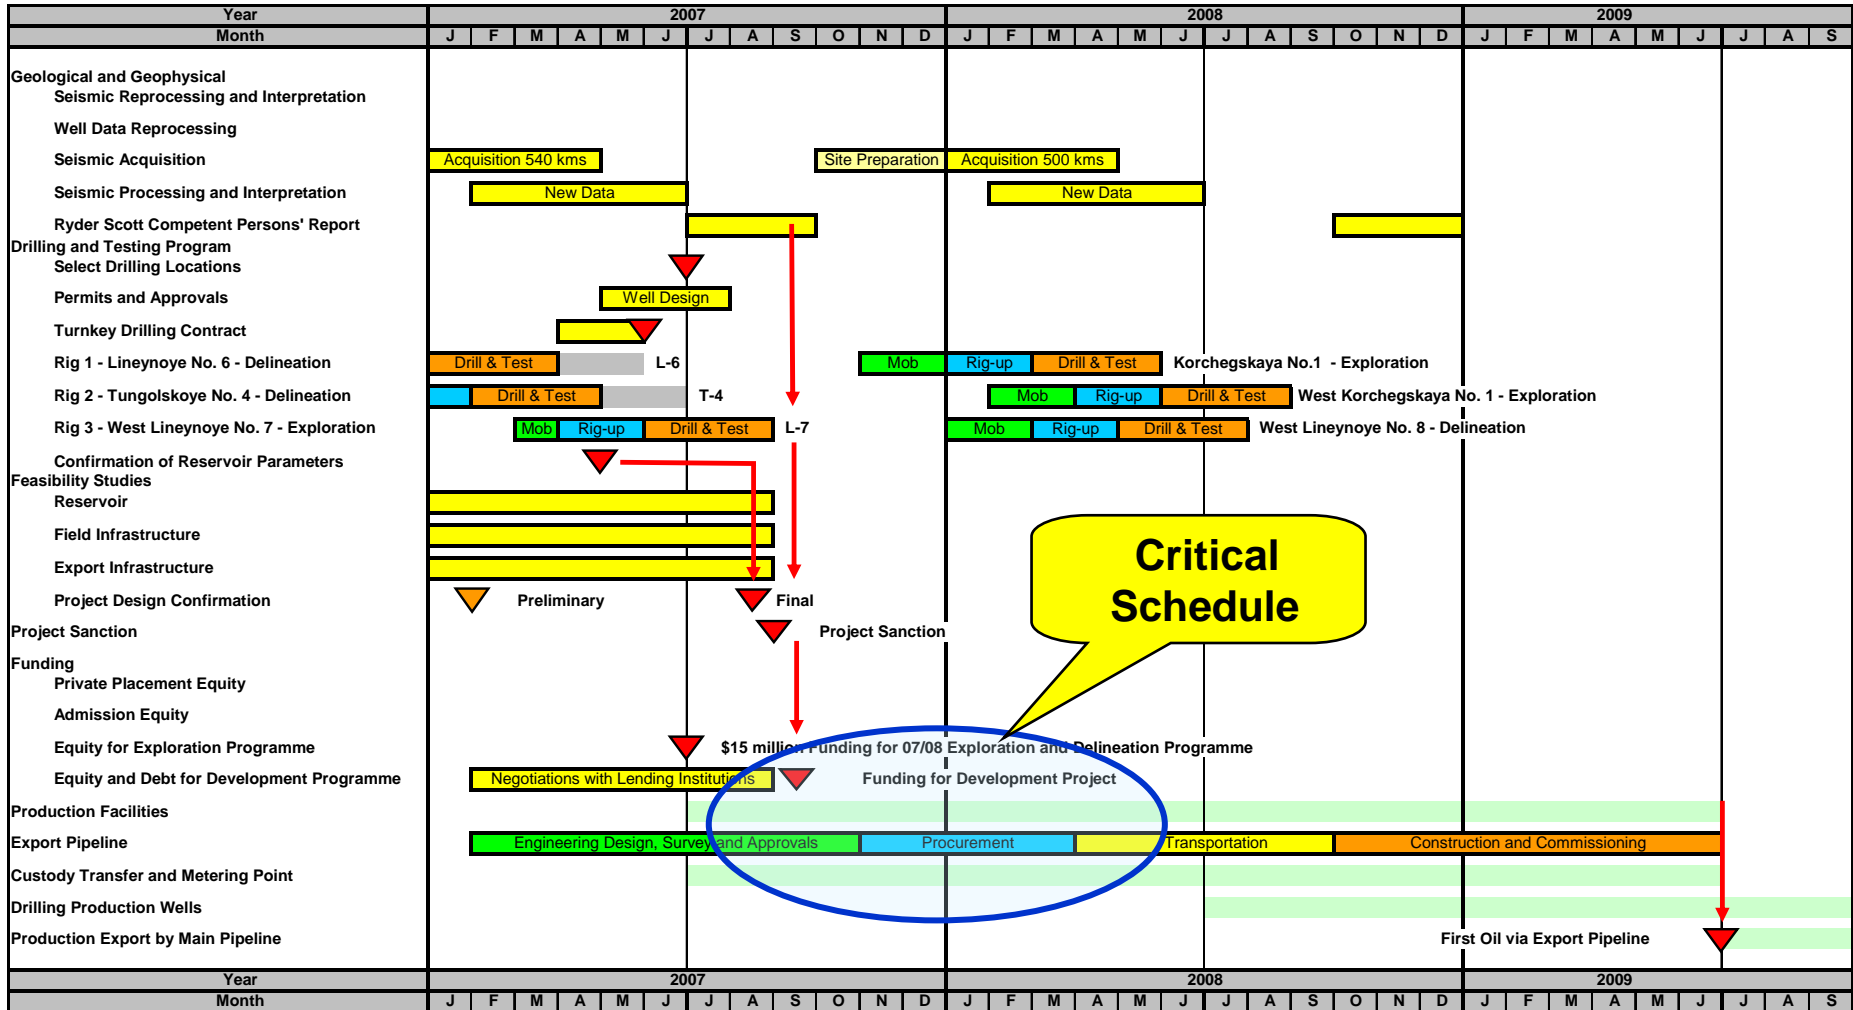 Year 2007 2008 2009
Month J F M A M J J A S O N D J F M A M J J A S O N D J F M A M J J A S
Geological and Geophysical
Seismic Reprocessing and Interpretation
Well Data Reprocessing
Seismic Acquisition Acquisition 540 kms Site Preparation Acquisition 500 kms
Seismic Processing and Interpretation New Data New Data
Ryder Scott Competent Persons' Report
Drilling and Testing Program
Select Drilling Locations
Permits and Approvals Well Design
Turnkey Drilling Contract
Rig 1 - Lineynoye No. 6 - Delineation Drill & Test L-6 Mob Rig-up Drill & Test Korchegskaya No.1 - Exploration
Rig 2 - Tungolskoye No. 4 - Delineation Drill & Test T-4 Mob Rig-up Drill & Test West Korchegskaya No. 1 - Exploration
Rig 3 - West Lineynoye No. 7 - Exploration Mob Rig-up Drill & Test L-7 Mob Rig-up Drill & Test West Lineynoye No. 8 - Delineation
Confirmation of Reservoir Parameters
Feasibility Studies
Reservoir
Field Infrastructure
Export Infrastructure
Critical
Schedule
Project Design Confirmation Preliminary Final
Project Sanction Project Sanction
Funding
Private Placement Equity
Admission Equity
Equity for Exploration Programme $15 million Funding for 07/08 Exploration and Delineation Programme
Equity and Debt for Development Programme Negotiations with Lending Institutions Funding for Development Project
Production Facilities
Export Pipeline Engineering Design, Survey and Approvals Procurement Transportation Construction and Commissioning
Custody Transfer and Metering Point
Drilling Production Wells
Production Export by Main Pipeline First Oil via Export Pipeline
Year 2007 2008 2009
Month J F M A M J J A S O N D J F M A M J J A S O N D J F M A M J J A S